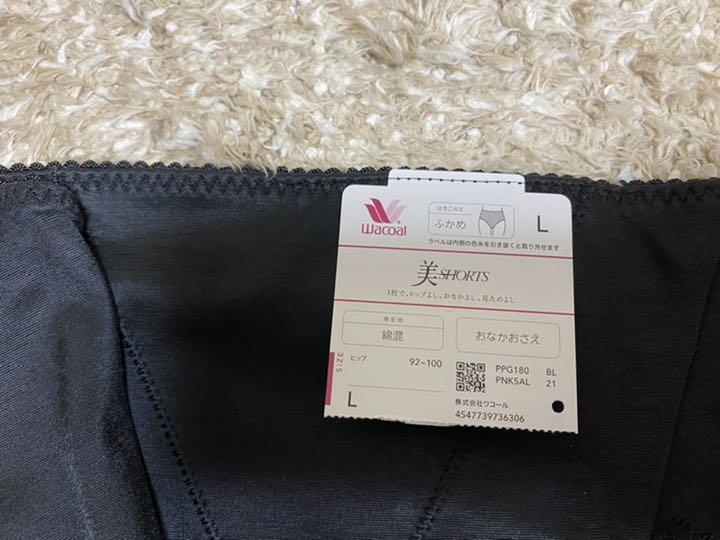 Wacoal
はきこみ丈
ふかめ
L
ラベルは内側の色糸を引き抜くと取り外せます
美SHORTS
1枚で、ヒップよし、おなかよし、見ためよし
身生地
綿混
おなかおさえ
SIZE
ヒップ 92~100
L
PPG180 BL
PNK5AL 21
株式会社ワコール
4547739736306